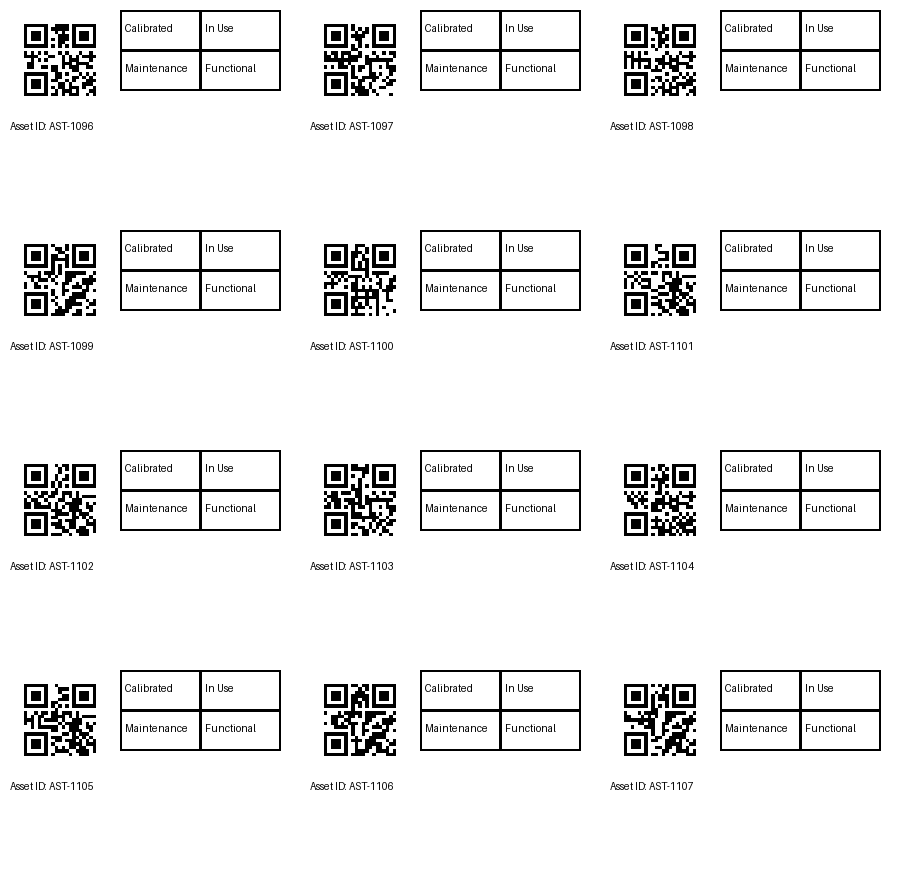 Calibrated In Use Calibrated In Use Calibrated In Use
Maintenance Functional Maintenance Functional Maintenance Functional
Asset ID: AST-1096 Asset ID: AST-1097 Asset ID: AST-1098
Calibrated In Use Calibrated In Use Calibrated In Use
Maintenance Functional Maintenance Functional Maintenance Functional
Asset ID: AST-1099 Asset ID: AST-1100 Asset ID: AST-1101
Calibrated In Use Calibrated In Use Calibrated In Use
Maintenance Functional Maintenance Functional Maintenance Functional
Asset ID: AST-1102 Asset ID: AST-1103 Asset ID: AST-1104
Calibrated In Use Calibrated In Use Calibrated In Use
Maintenance Functional Maintenance Functional Maintenance Functional
Asset ID: AST-1105 Asset ID: AST-1106 Asset ID: AST-1107